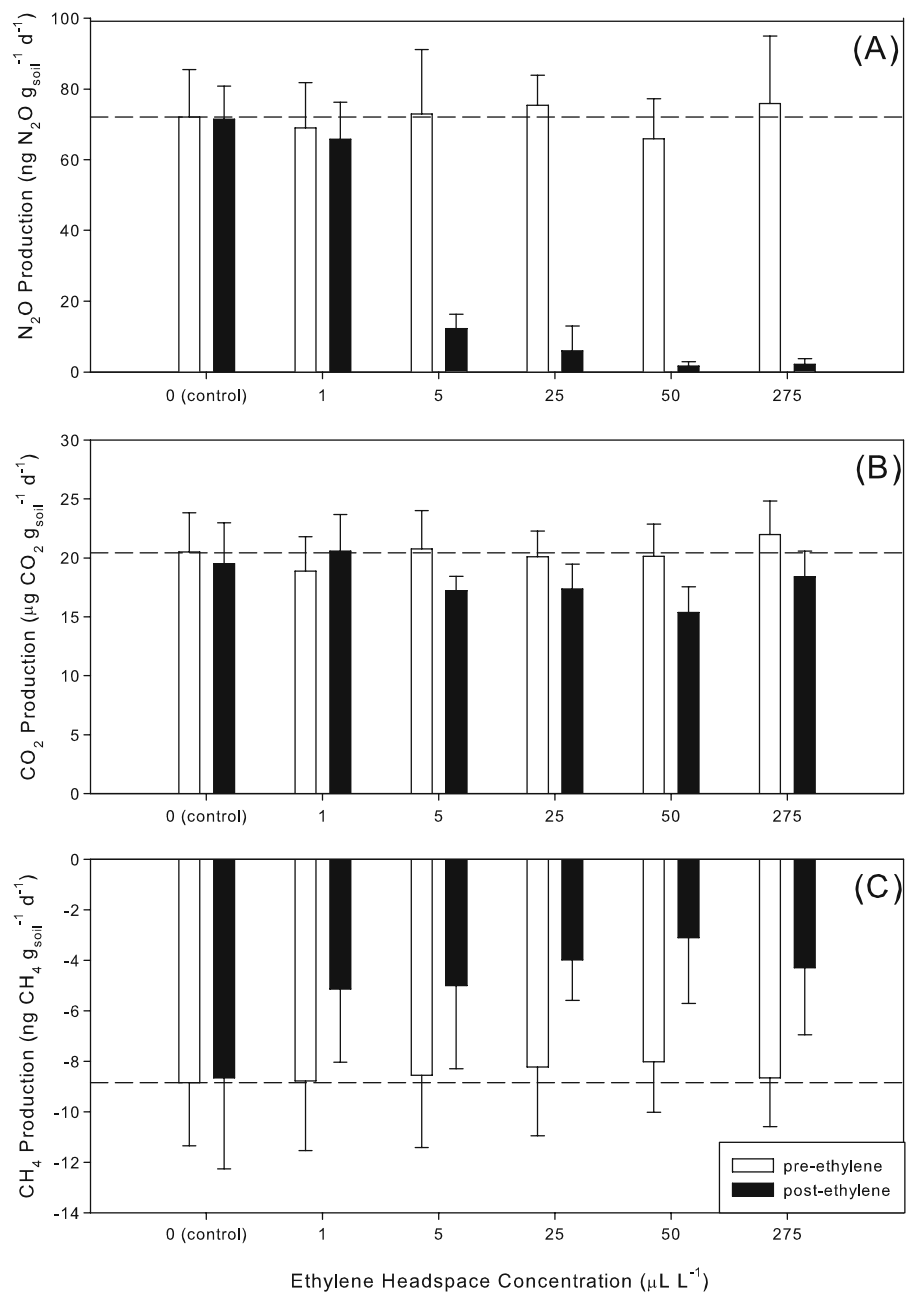 (A)
N₂O Production (ng N₂O g_soil⁻¹ d⁻¹)
100
80
60
40
20
0
0 (control) 1 5 25 50 275
(B)
CO₂ Production (µg CO₂ g_soil⁻¹ d⁻¹)
30
25
20
15
10
5
0
0 (control) 1 5 25 50 275
(C)
CH₄ Production (ng CH₄ g_soil⁻¹ d⁻¹)
0
-2
-4
-6
-8
-10
-12
-14
pre-ethylene
post-ethylene
0 (control) 1 5 25 50 275
Ethylene Headspace Concentration (µL L⁻¹)